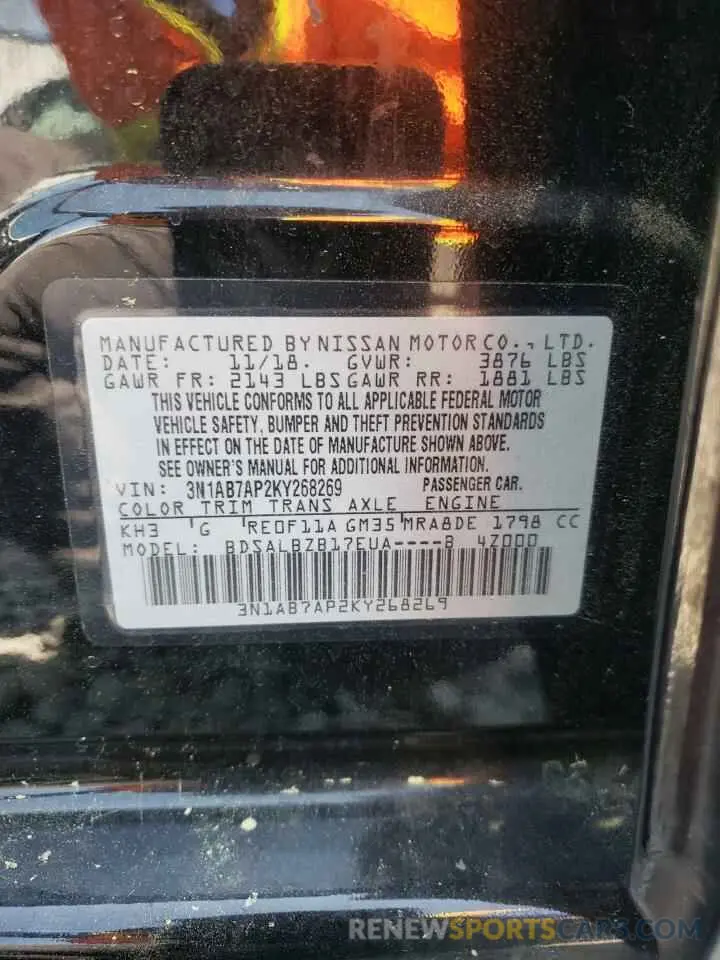 MANUFACTURED BY NISSAN MOTOR CO., LTD.
DATE: 11/18. GVWR: 3876 LBS
GAWR FR: 2143 LBS GAWR RR: 1881 LBS
THIS VEHICLE CONFORMS TO ALL APPLICABLE FEDERAL MOTOR
VEHICLE SAFETY, BUMPER AND THEFT PREVENTION STANDARDS
IN EFFECT ON THE DATE OF MANUFACTURE SHOWN ABOVE.
SEE OWNER'S MANUAL FOR ADDITIONAL INFORMATION.
VIN: 3N1AB7AP2KY268269 PASSENGER CAR.
COLOR TRIM TRANS AXLE ENGINE
KH3 G RE0F11A GM35 MRA8DE 1798 CC
MODEL: BDSALBZB17EUA----B 4Z000
3N1AB7AP2KY268269
RENEWSPORTSCARS.COM